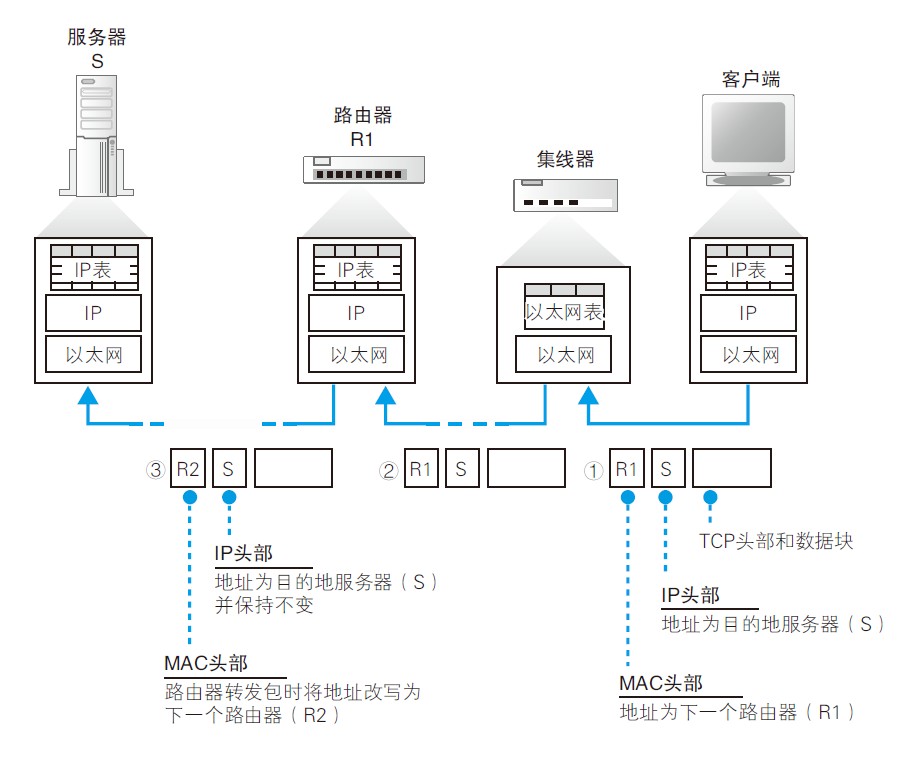 服务器
S
路由器
R1
集线器
客户端
IP表
IP
以太网
IP表
IP
以太网
以太网表
以太网
IP表
IP
以太网
③ R2 S
② R1 S
① R1 S
TCP头部和数据块
IP头部
地址为目的地服务器（S）
并保持不变
IP头部
地址为目的地服务器（S）
MAC头部
路由器转发包时将地址改写为
下一个路由器（R2）
MAC头部
地址为下一个路由器（R1）